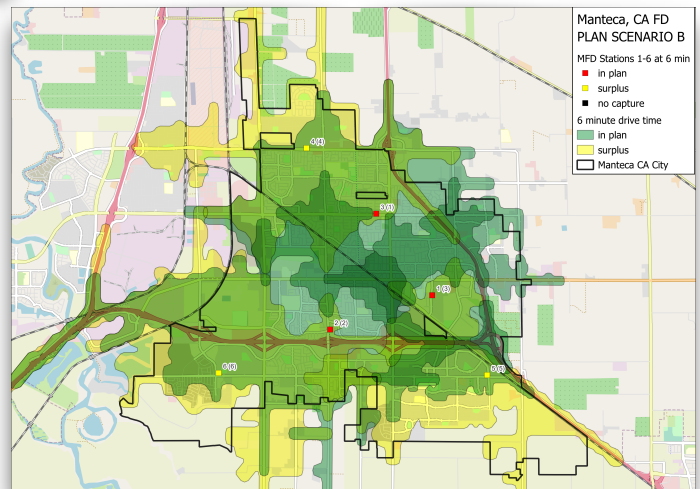 Manteca, CA FD
PLAN SCENARIO B
MFD Stations 1-6 at 6 min
in plan
surplus
no capture
6 minute drive time
in plan
surplus
Manteca CA City
4 (4)
3 (1)
1 (3)
2 (2)
6 (6)
5 (5)